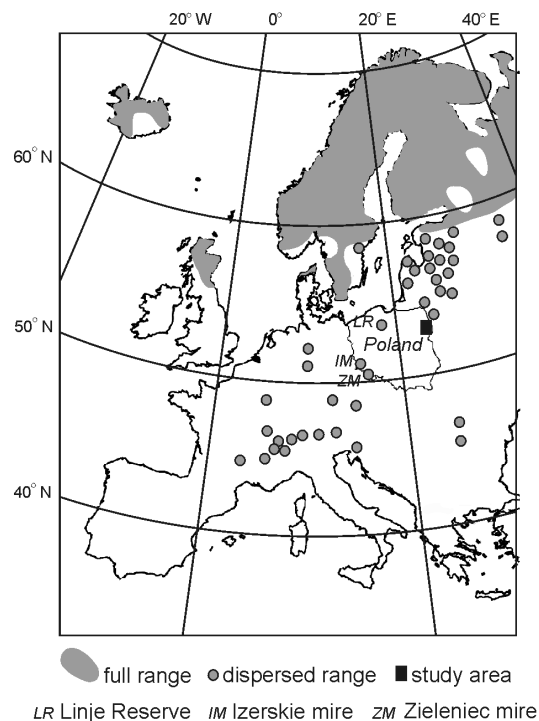 20° W 0° 20° E 40° E
60° N
50° N
40° N
LR
Poland
IM
ZM
full range dispersed range study area
LR Linje Reserve IM Izerskie mire ZM Zieleniec mire